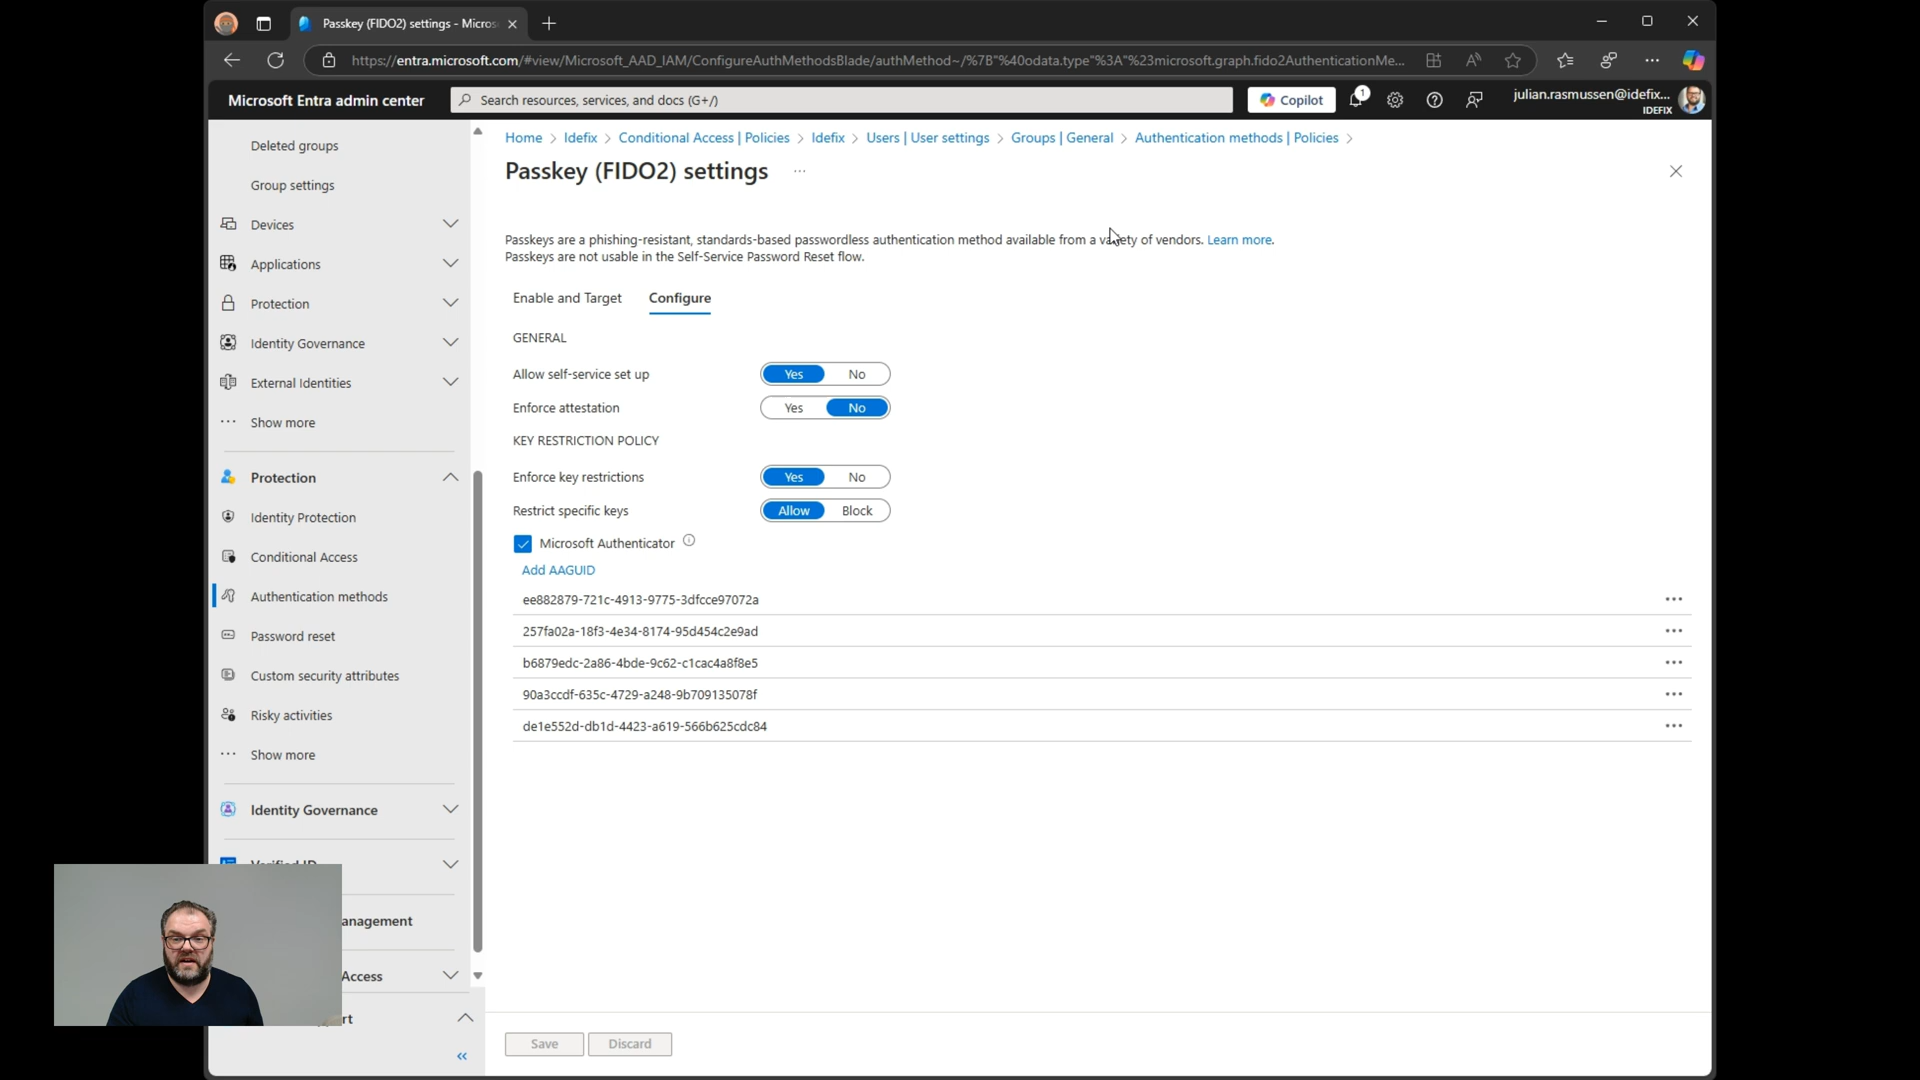 Passkey (FIDO2) settings - Micros
https://entra.microsoft.com/#view/Microsoft_AAD_IAM/ConfigureAuthMethodsBlade/authMethod~/%7B"%40odata.type"%3A"%23microsoft.graph.fido2AuthenticationMe...
Microsoft Entra admin center
Search resources, services, and docs (G+/)
Copilot
1
julian.rasmussen@idefix...
IDEFIX
Deleted groups
Group settings
Devices
Applications
Protection
Identity Governance
External Identities
Show more
Protection
Identity Protection
Conditional Access
Authentication methods
Password reset
Custom security attributes
Risky activities
Show more
Identity Governance
Verified ID
anagement
Access
rt
Home > Idefix > Conditional Access | Policies > Idefix > Users | User settings > Groups | General > Authentication methods | Policies >
Passkey (FIDO2) settings ...
Passkeys are a phishing-resistant, standards-based passwordless authentication method available from a variety of vendors. Learn more.
Passkeys are not usable in the Self-Service Password Reset flow.
Enable and Target Configure
GENERAL
Allow self-service set up Yes No
Enforce attestation Yes No
KEY RESTRICTION POLICY
Enforce key restrictions Yes No
Restrict specific keys Allow Block
Microsoft Authenticator
Add AAGUID
ee882879-721c-4913-9775-3dfcce97072a
257fa02a-18f3-4e34-8174-95d454c2e9ad
b6879edc-2a86-4bde-9c62-c1cac4a8f8e5
90a3ccdf-635c-4729-a248-9b709135078f
de1e552d-db1d-4423-a619-566b625cdc84
Save Discard